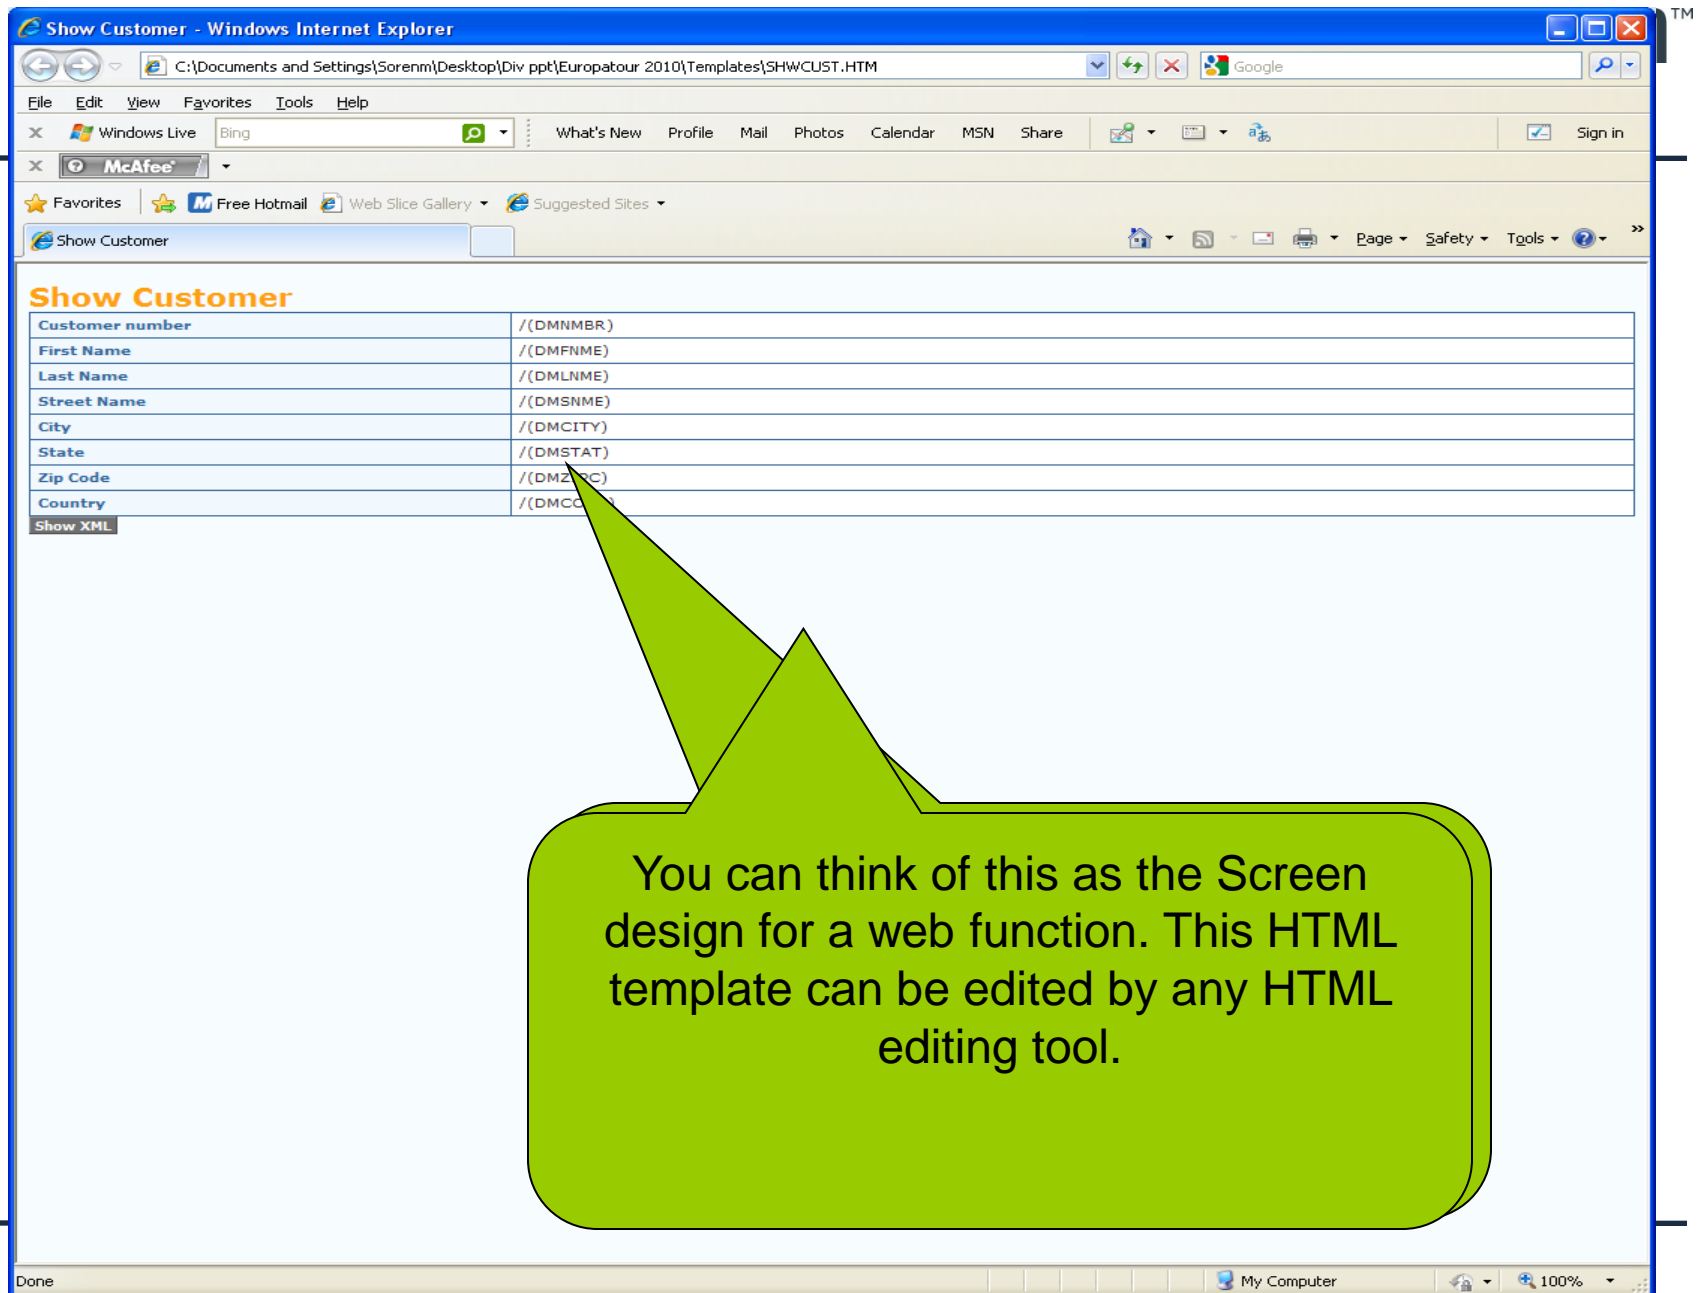 TM
Show Customer - Windows Internet Explorer
C:\Documents and Settings\Sorenm\Desktop\Div ppt\Europatour 2010\Templates\SHWCUST.HTM Google
File Edit View Favorites Tools Help
X Windows Live Bing What's New Profile Mail Photos Calendar MSN Share Sign in
X McAfee
Favorites Free Hotmail Web Slice Gallery Suggested Sites
Show Customer Page Safety Tools »
Show Customer
Customer number /(DMNMBR)
First Name /(DMFNME)
Last Name /(DMLNME)
Street Name /(DMSNME)
City /(DMCITY)
State /(DMSTAT)
Zip Code
Country
Show XML
You can think of this as the Screen
design for a web function. This HTML
template can be edited by any HTML
editing tool.
Done My Computer 100%